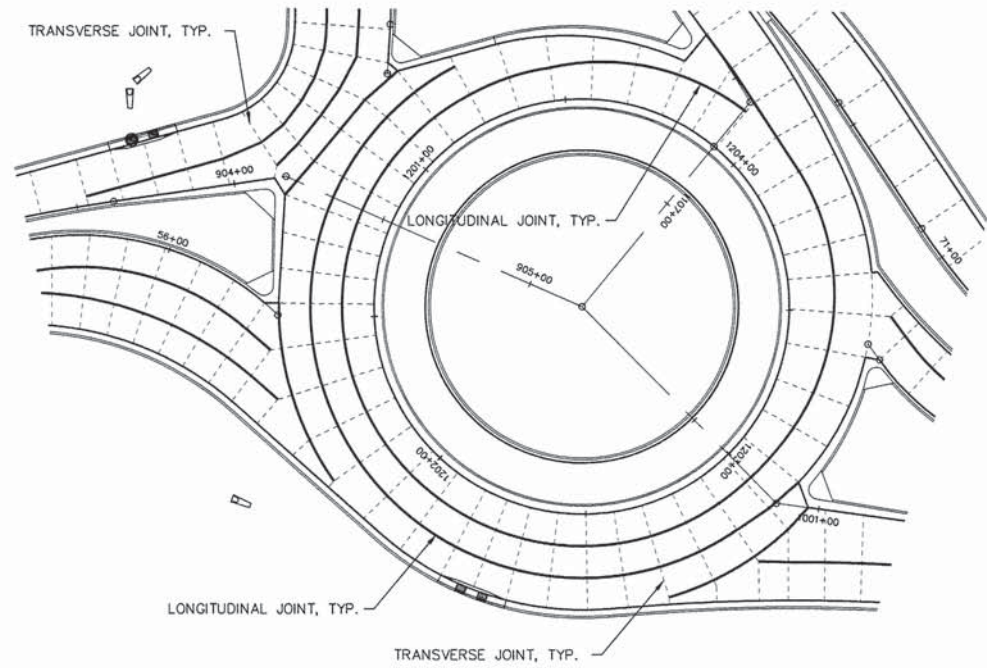 TRANSVERSE JOINT, TYP.
904+00
1201+00
1204+00
LONGITUDINAL JOINT, TYP.
1107+00
56+00
905+00
71+00
1202+00
1203+00
1001+00
LONGITUDINAL JOINT, TYP.
TRANSVERSE JOINT, TYP.